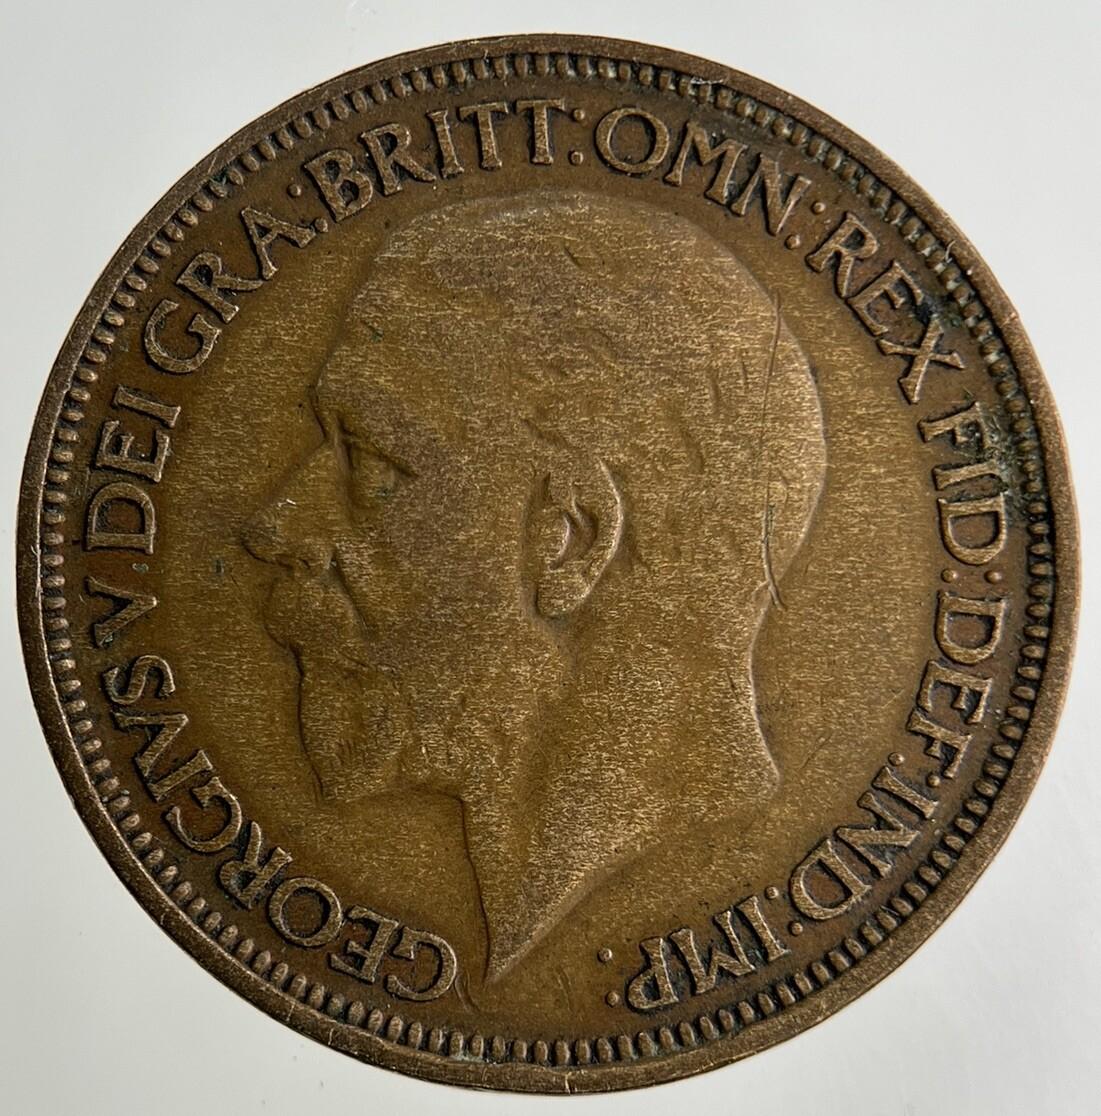 GEORGIVS V DEI GRA: BRITT: OMN: REX FID: DEF: IND: IMP: